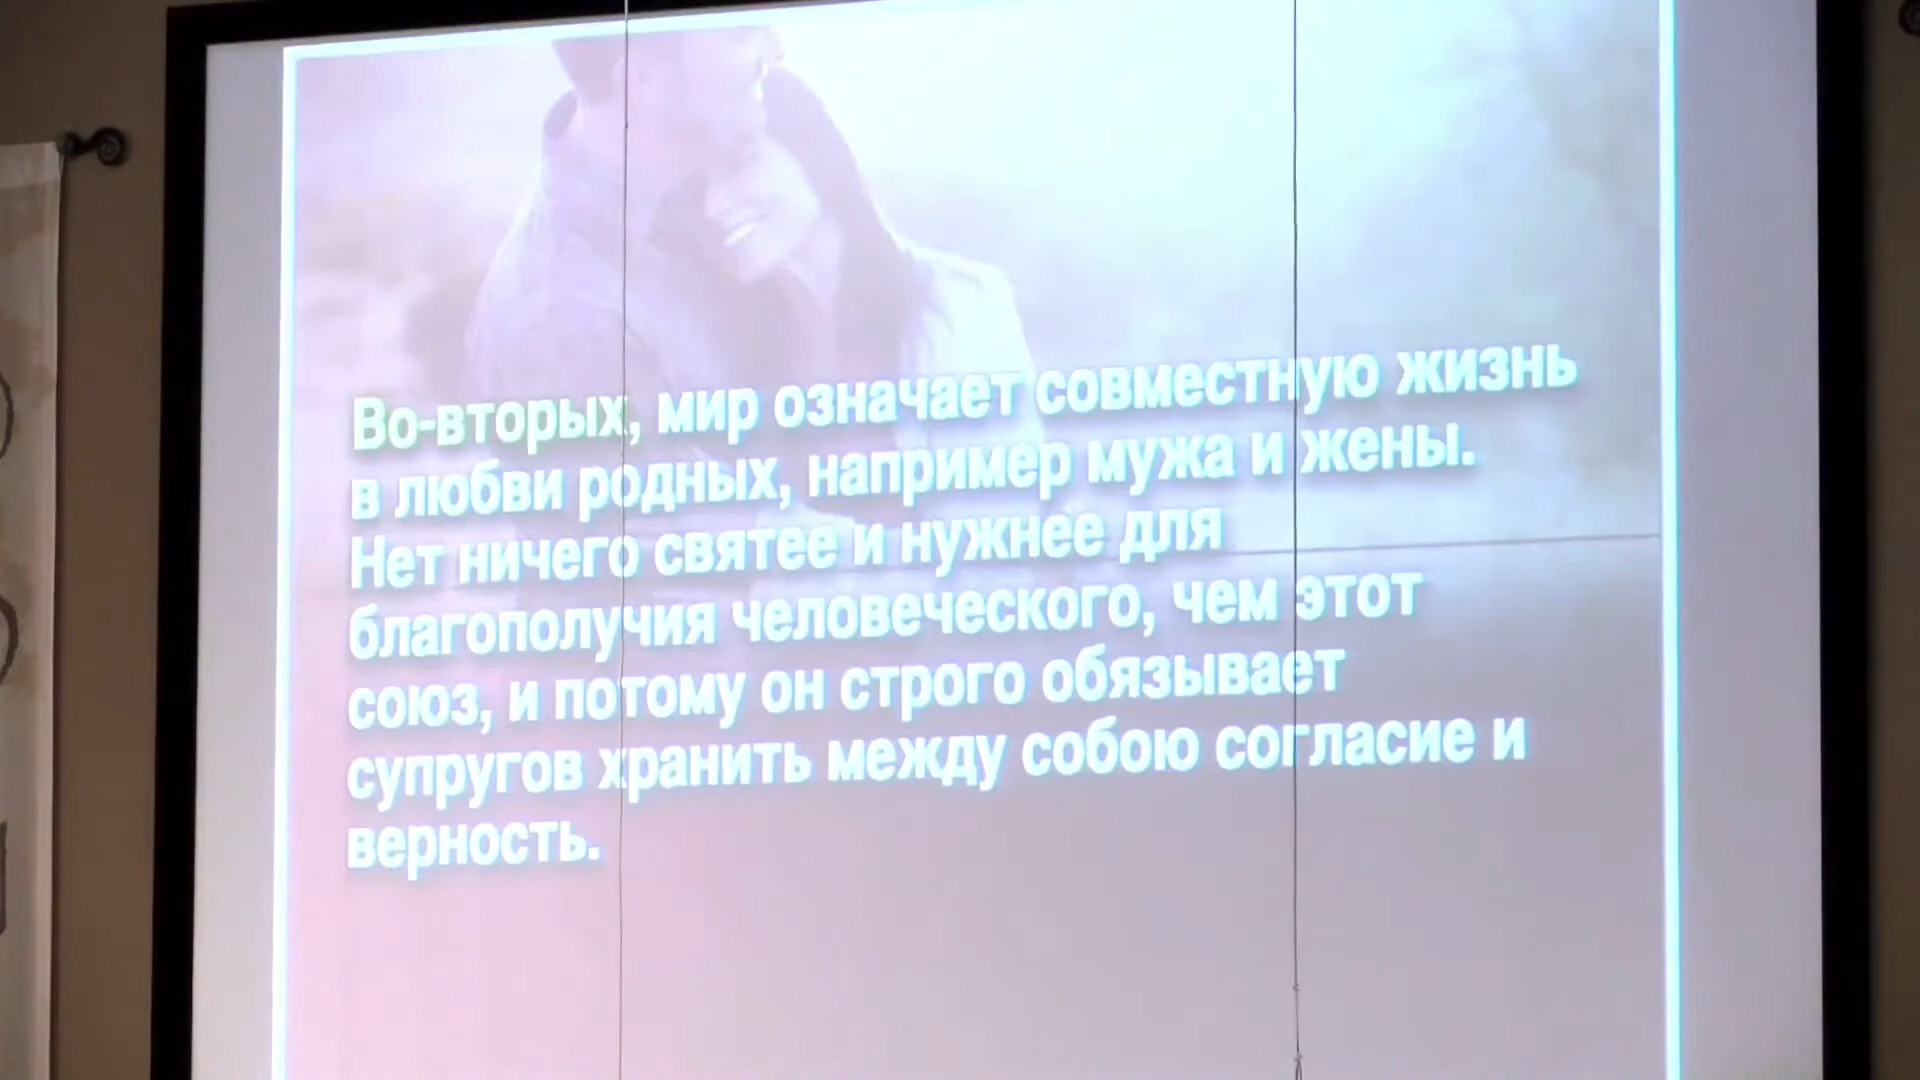 Во-вторых, мир означает совместную жизнь
в любви родных, например мужа и жены.
Нет ничего святее и нужнее для
благополучия человеческого, чем этот
союз, и потому он строго обязывает
супругов хранить между собою согласие и
верность.